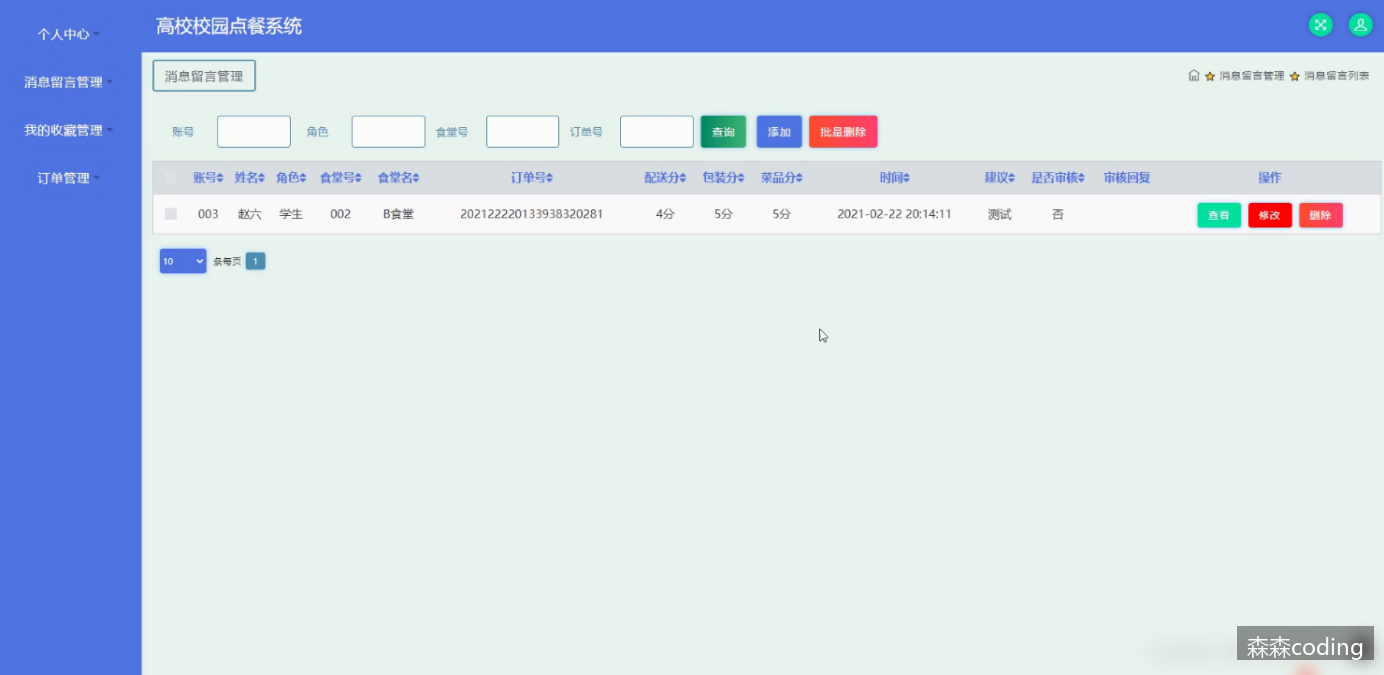 高校校园点餐系统
个人中心
消息留言管理
我的收藏管理
订单管理
消息留言管理
消息留言管理 消息留言列表
账号 角色 食堂号 订单号 查询 添加 批量删除
账号 姓名 角色 食堂号 食堂名 订单号 配送分 包装分 菜品分 时间 建议 是否审核 审核回复 操作
003 赵六 学生 002 B食堂 202122220133938320281 4分 5分 5分 2021-02-22 20:14:11 测试 否 查看 修改 删除
10 条每页 1
森森coding